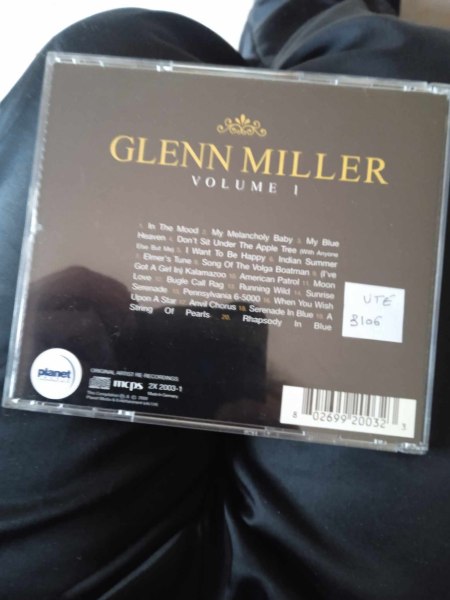 GLENN MILLER
VOLUME 1
1. In The Mood 2. My Melancholy Baby 3. My Blue
Heaven 4. Don't Sit Under The Apple Tree (With Anyone
Else But Me) 5. I Want To Be Happy 6. Indian Summer
7. Elmer's Tune 8. Song Of The Volga Boatman 9. (I've
Got A Girl In) Kalamazoo 10. American Patrol 11. Moon
Love 12. Bugle Call Rag 13. Running Wild 14. Sunrise
Serenade 15. Pennsylvania 6-5000 16. When You Wish
Upon A Star 17. Anvil Chorus 18. Serenade In Blue 19. A
String Of Pearls 20. Rhapsody In Blue
UTE
3106
planet
ORIGINAL ARTIST RE-RECORDINGS
mcps
2X 2003-1
Made in Germany
8 02699 20032 3